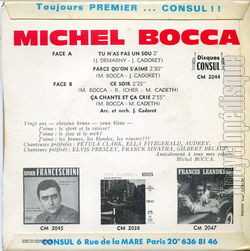 Toujours PREMIER ... CONSUL !!
MICHEL BOCCA
FACE A
TU N'AS PAS UN SOU 2'
(J. DEMARNY - J. CADORET)
PARCE QU'ON S'AIME 2'30"
(M. BOCCA - J. CADORET)
FACE B
CE SOIR, 2'25"
(M. BOCCA - R. ICHER - M. CADETH)
ÇA CHANTE ET ÇA CRIE 2'55"
(M. BOCCA - M. CADETH)
Arr. et orch. J. Cadoret
Disques
CONSUL
CM 2044
Vingt ans — cheveux bruns — yeux bleus —
J'aime : le sport et la vitesse!
J'aime : le jazz et le rock!
J'aime : les brunes, les blondes, les rousses!!!
Chanteuses préférées : PETULA CLARK, ELLA FITZGERALD, AUDREY.
Chanteurs préférés : ELVIS PRESLEY, FRANK SINATRA, GILBERT BECAUD,
Amicalement à tous mes copains
Michel BOCCA.
FRANCESCHINI
FRANCIS LEANDRI
CM 2045
CM 2038
CM 2047
CONSUL 6 Rue de la MARE Paris 20e 636 81 46